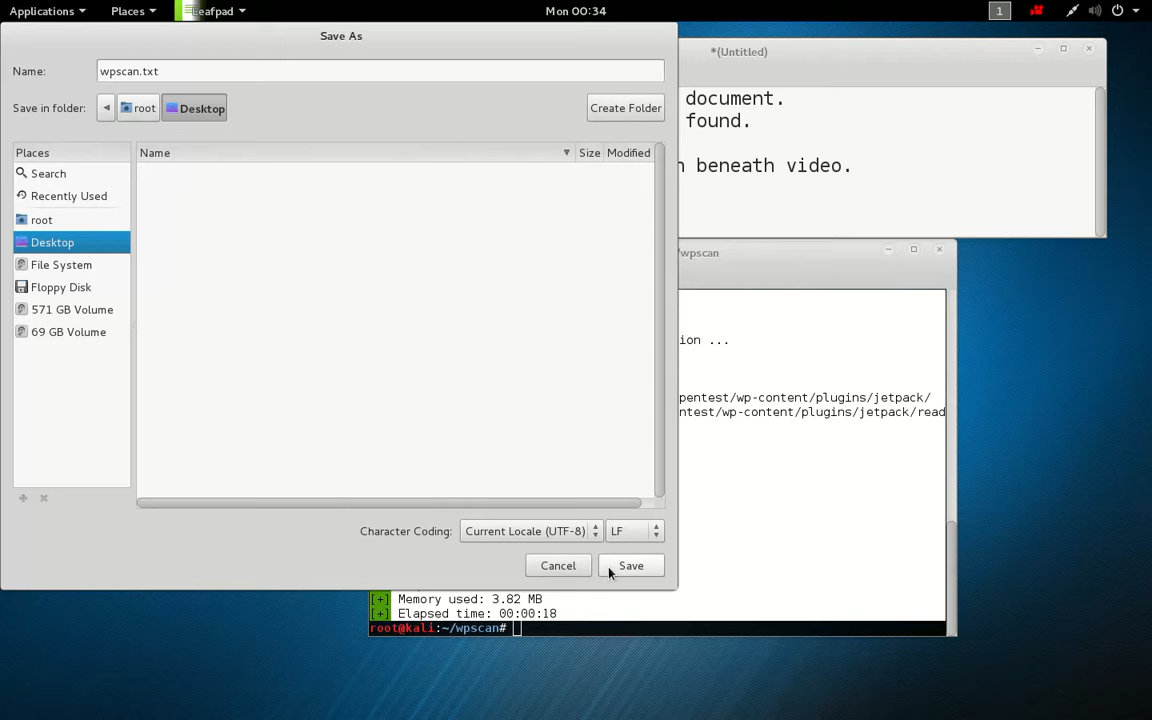 Applications
Places
Leafpad
Mon 00:34
1
Save As
Name:
wpscan.txt
Save in folder:
root
Desktop
Create Folder
Places
Search
Recently Used
root
Desktop
File System
Floppy Disk
571 GB Volume
69 GB Volume
Name
Size
Modified
Character Coding:
Current Locale (UTF-8)
LF
Cancel
Save
*(Untitled)
document.
found.
beneath video.
/wpscan
ion ...
pentest/wp-content/plugins/jetpack/
ntest/wp-content/plugins/jetpack/read
[+] Memory used: 3.82 MB
[+] Elapsed time: 00:00:18
root@kali:~/wpscan#